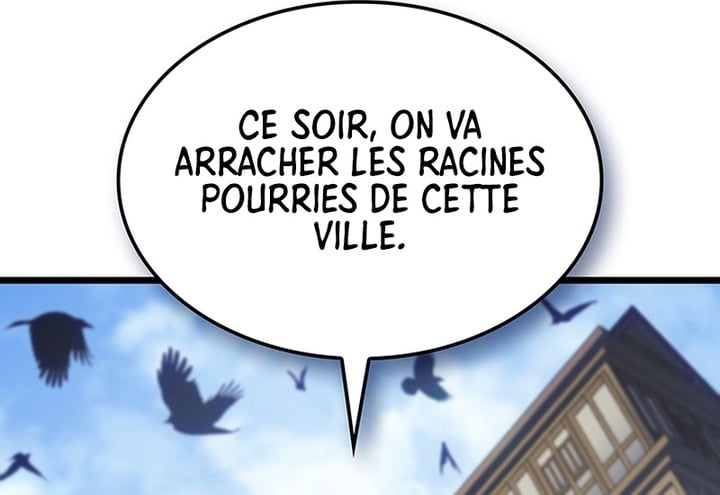 CE SOIR, ON VA
ARRACHER LES RACINES
POURRIES DE CETTE
VILLE.